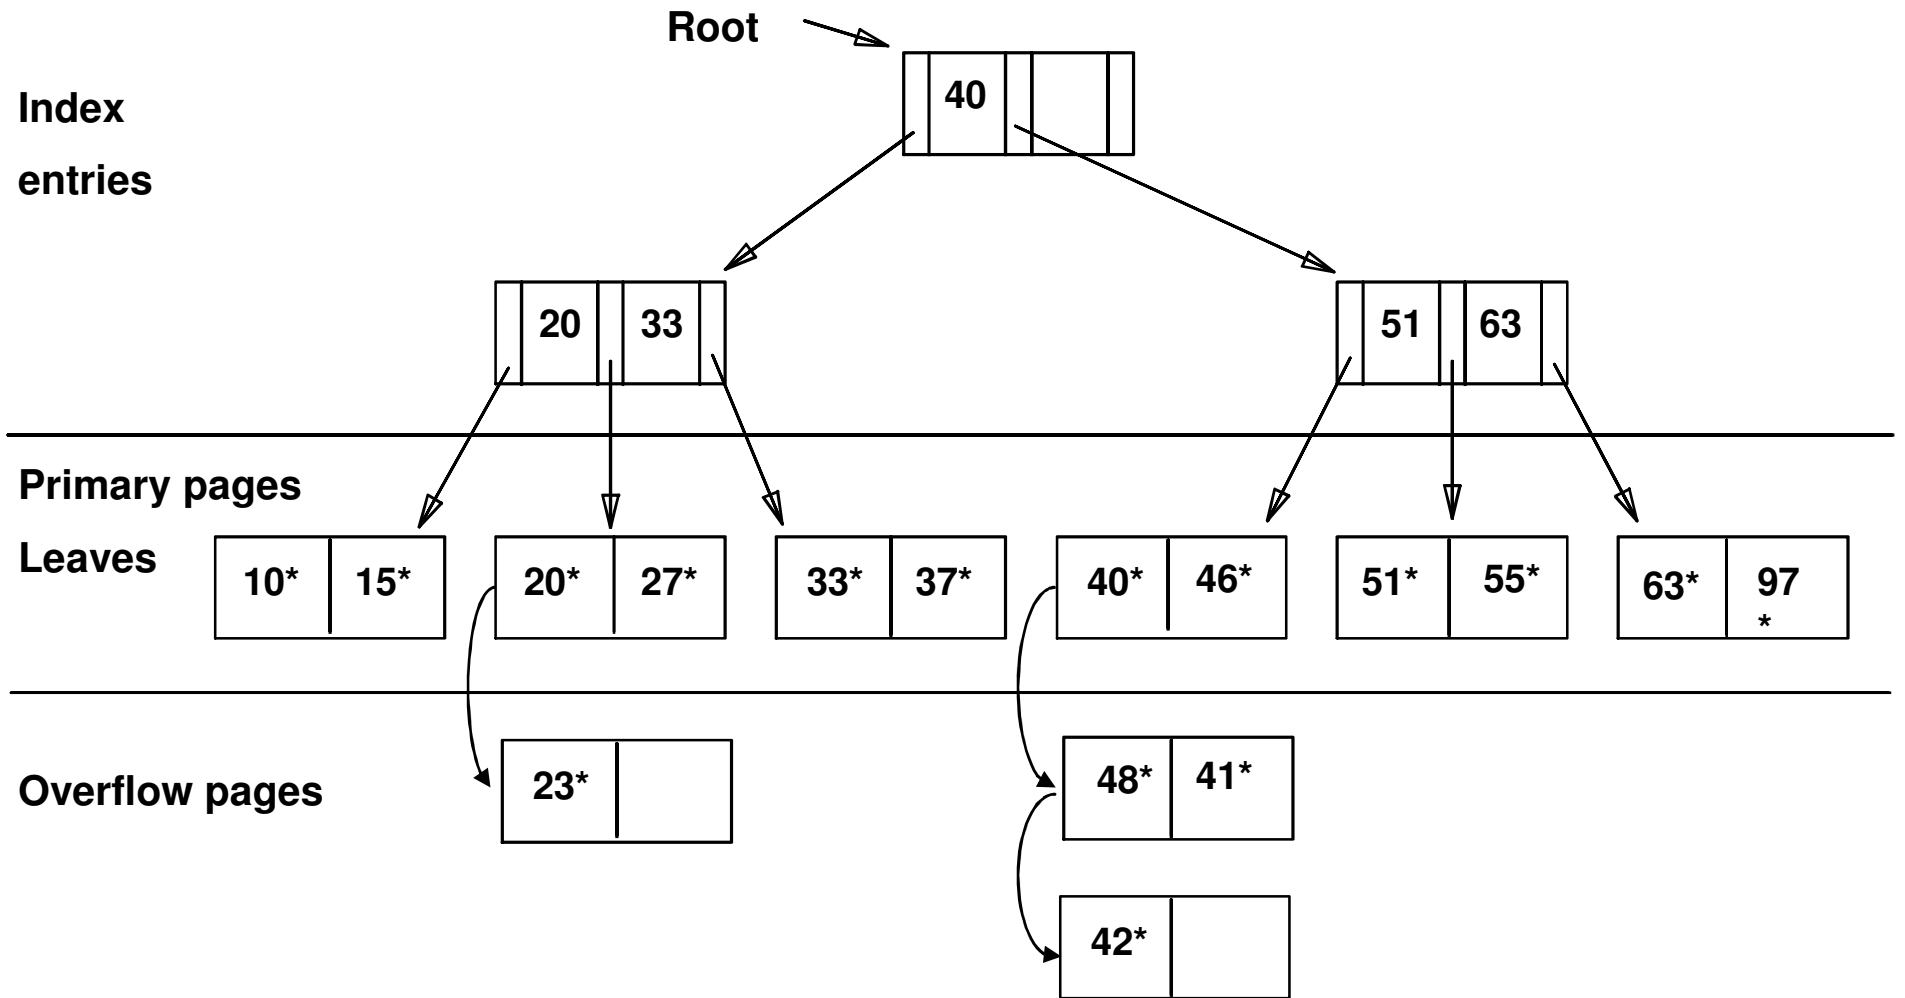 Root
Index
entries
40
20 33
51 63
Primary pages
Leaves
10* 15*
20* 27*
33* 37*
40* 46*
51* 55*
63* 97
*
Overflow pages
23*
48* 41*
42*